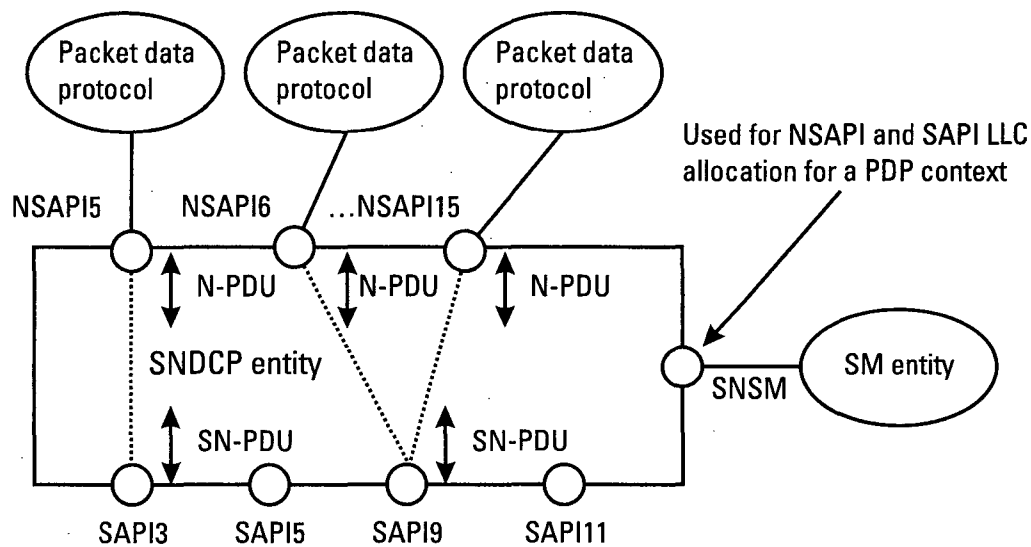 Packet data
protocol
Packet data
protocol
Packet data
protocol
Used for NSAPI and SAPI LLC
allocation for a PDP context
NSAPI5
NSAPI6
...NSAPI15
N-PDU
N-PDU
N-PDU
SNDCP entity
SNSM
SM entity
SN-PDU
SN-PDU
SAPI3
SAPI5
SAPI9
SAPI11